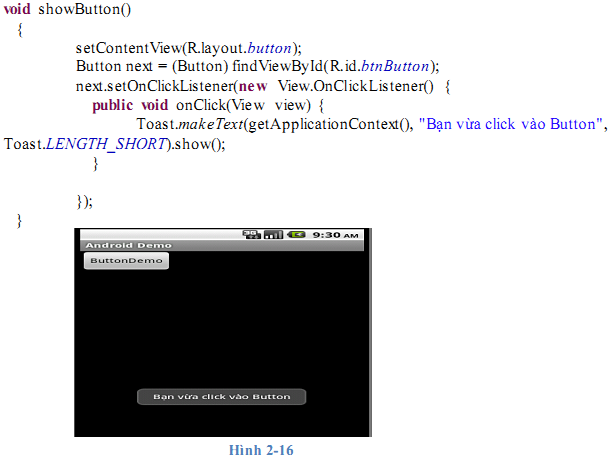 void showButton()
{
setContentView(R.layout.button);
Button next = (Button) findViewById(R.id.btnButton);
next.setOnClickListener(new View.OnClickListener() {
public void onClick(View view) {
Toast.makeText(getApplicationContext(), "Bạn vừa click vào Button",
Toast.LENGTH_SHORT).show();
}
});
}
3G
9:30 AM
Android Demo
ButtonDemo
Bạn vừa click vào Button
Hình 2-16